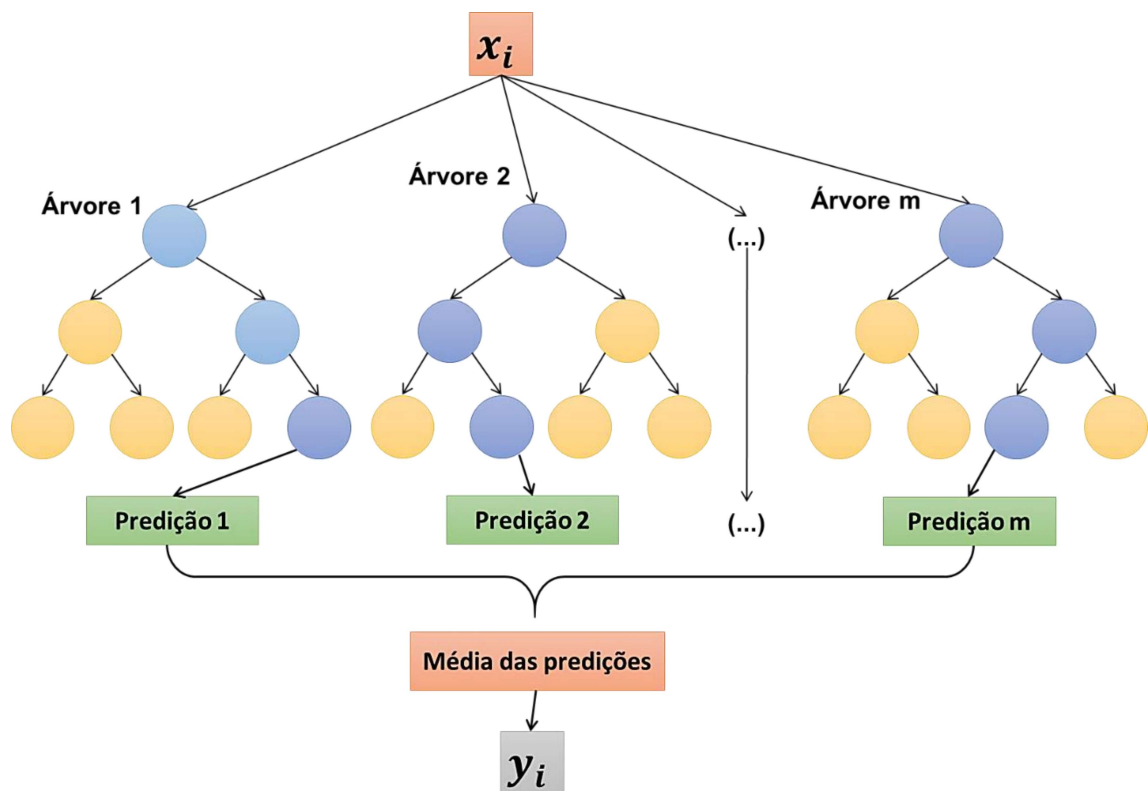 x_i
Árvore 1
Árvore 2
Árvore m
(...)
Predição 1
Predição 2
(...)
Predição m
Média das predições
y_i